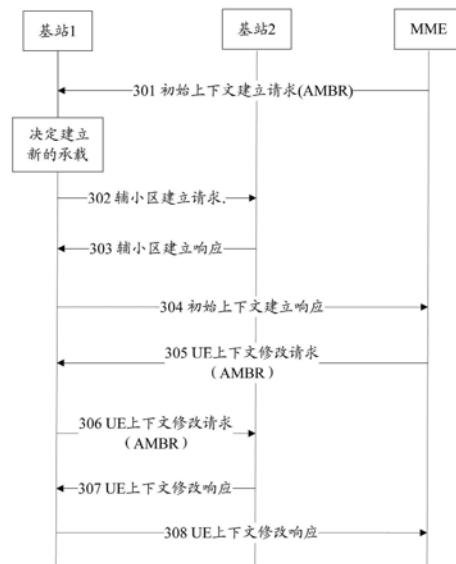 基站1
基站2
MME
301 初始上下文建立请求(AMBR)
决定建立
新的承载
302 辅小区建立请求.
303 辅小区建立响应
304 初始上下文建立响应
305 UE上下文修改请求
（AMBR）
306 UE上下文修改请求
（AMBR）
307 UE上下文修改响应
308 UE上下文修改响应